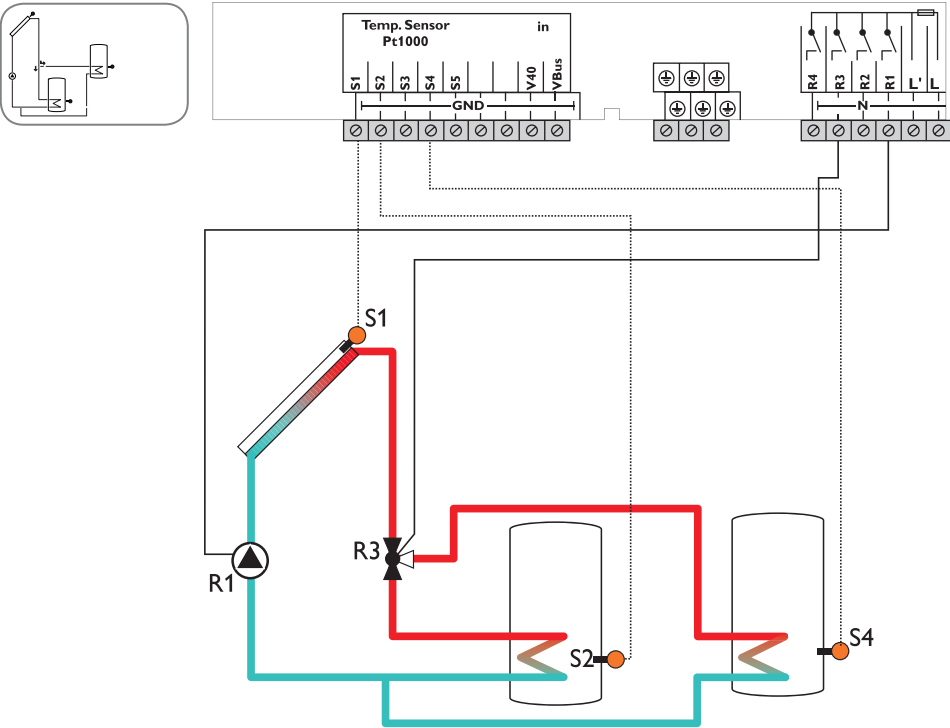 Temp. Sensor in
Pt1000
S1 S2 S3 S4 S5 V40 VBus
R4 R3 R2 R1 L' L
GND
N
S1
R3
R1
S2
S4